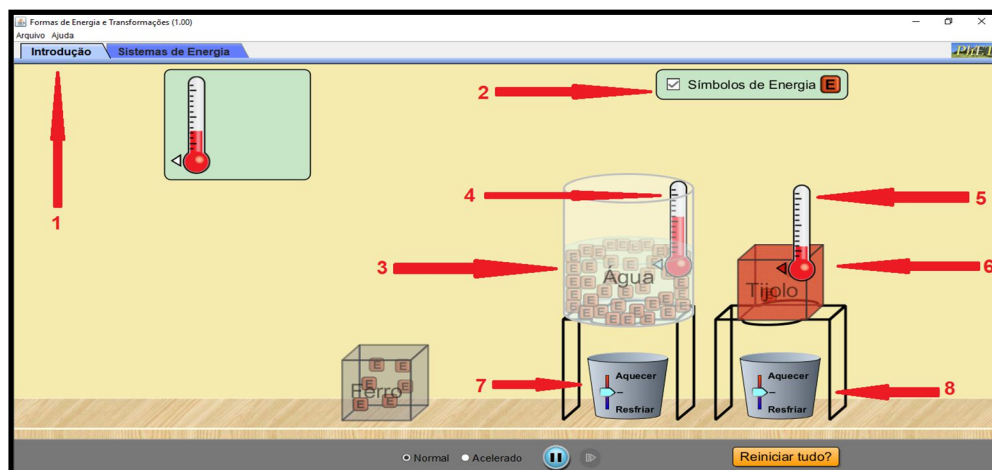 Formas de Energia e Transformações (1.00)
Arquivo Ajuda
Introdução Sistemas de Energia PhET
2 Símbolos de Energia E
1
4
5
3
6
E E E E
Água
Tijolo
E E
Ferro
7
Aquecer
Resfriar
Aquecer
Resfriar
8
Normal Acelerado
Reiniciar tudo?